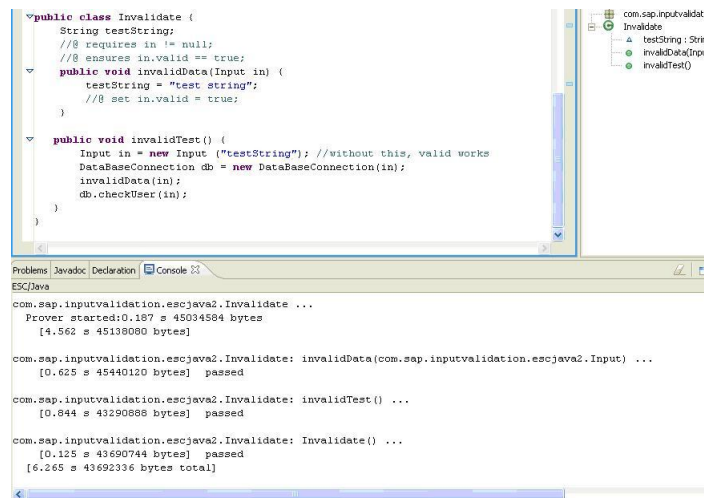 public class Invalidate {
String testString;
//@ requires in != null;
//@ ensures in.valid == true;
public void invalidData(Input in) {
testString = "test string";
//@ set in.valid = true;
}
public void invalidTest() {
Input in = new Input ("testString"); //without this, valid works
DataBaseConnection db = new DataBaseConnection(in);
invalidData(in);
db.checkUser(in);
}
}
com.sap.inputvalidat
Invalidate
testString : Strin
invalidData(Inpu
invalidTest()
Problems Javadoc Declaration Console
ESC/Java
com.sap.inputvalidation.escjava2.Invalidate ...
Prover started:0.187 s 45034584 bytes
[4.562 s 45138080 bytes]
com.sap.inputvalidation.escjava2.Invalidate: invalidData(com.sap.inputvalidation.escjava2.Input) ...
[0.625 s 45440120 bytes] passed
com.sap.inputvalidation.escjava2.Invalidate: invalidTest() ...
[0.844 s 43290888 bytes] passed
com.sap.inputvalidation.escjava2.Invalidate: Invalidate() ...
[0.125 s 43690744 bytes] passed
[6.265 s 43692336 bytes total]